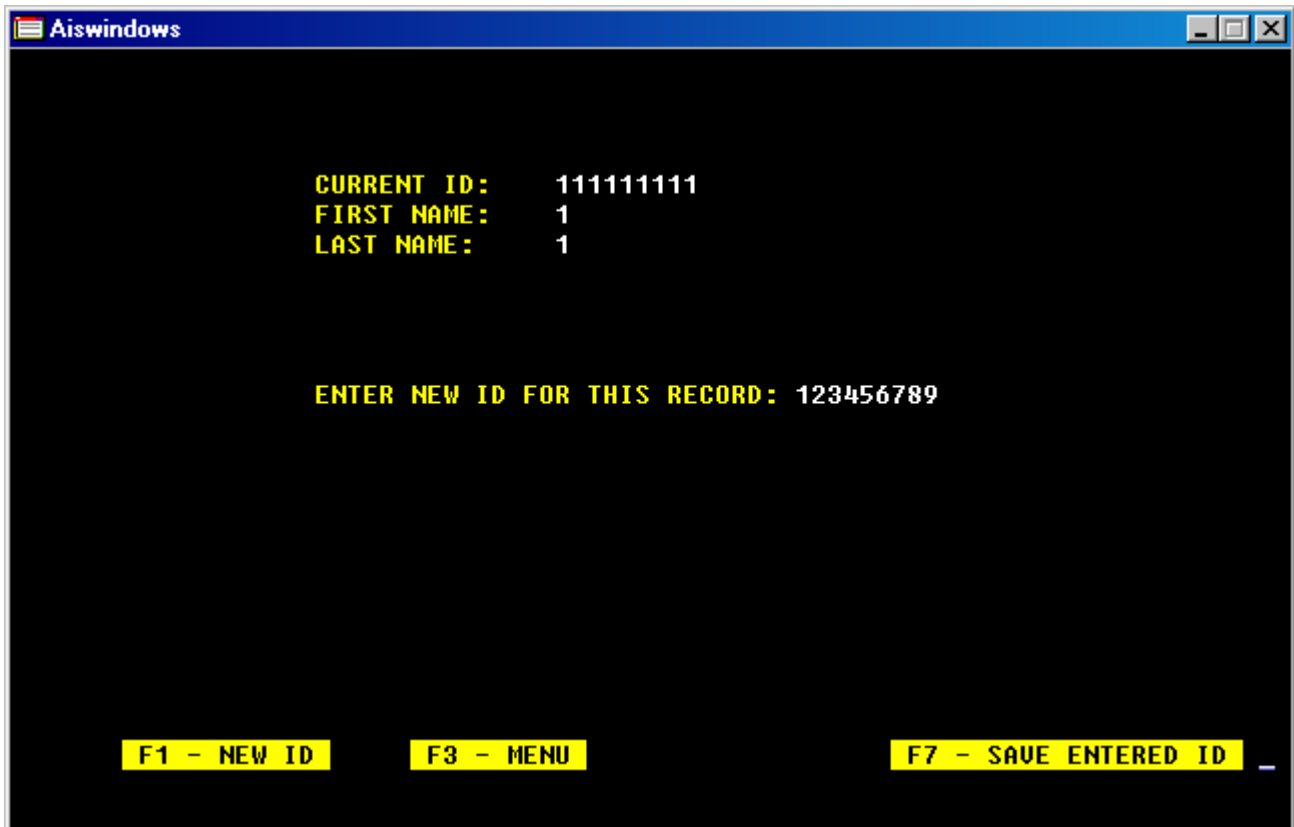 Aiswindows
CURRENT ID: 111111111
FIRST NAME: 1
LAST NAME: 1
ENTER NEW ID FOR THIS RECORD: 123456789
F1 - NEW ID F3 - MENU F7 - SAVE ENTERED ID _